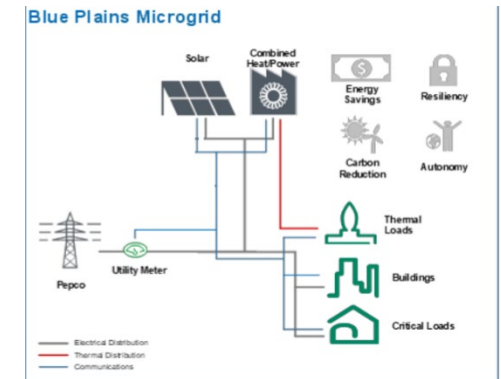 Blue Plains Microgrid
Solar
Combined
Heat/Power
$
Energy
Savings
Resiliency
Carbon
Reduction
Autonomy
Thermal
Loads
Pepco
Utility Meter
Buildings
Critical Loads
Electrical Distribution
Thermal Distribution
Communications